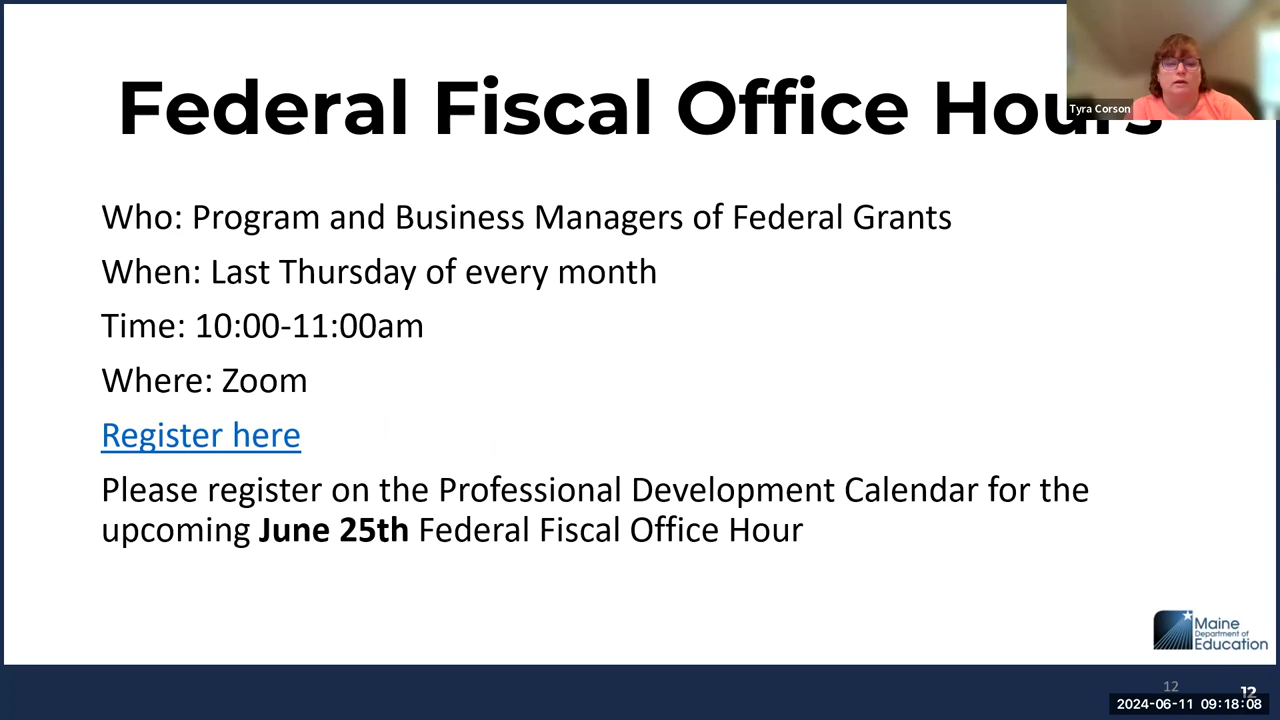 Federal Fiscal Office Hours
Tyra Corson
Who: Program and Business Managers of Federal Grants
When: Last Thursday of every month
Time: 10:00-11:00am
Where: Zoom
Register here
Please register on the Professional Development Calendar for the
upcoming June 25th Federal Fiscal Office Hour
Maine
Department of
Education
12
12
2024-06-11 09:18:08